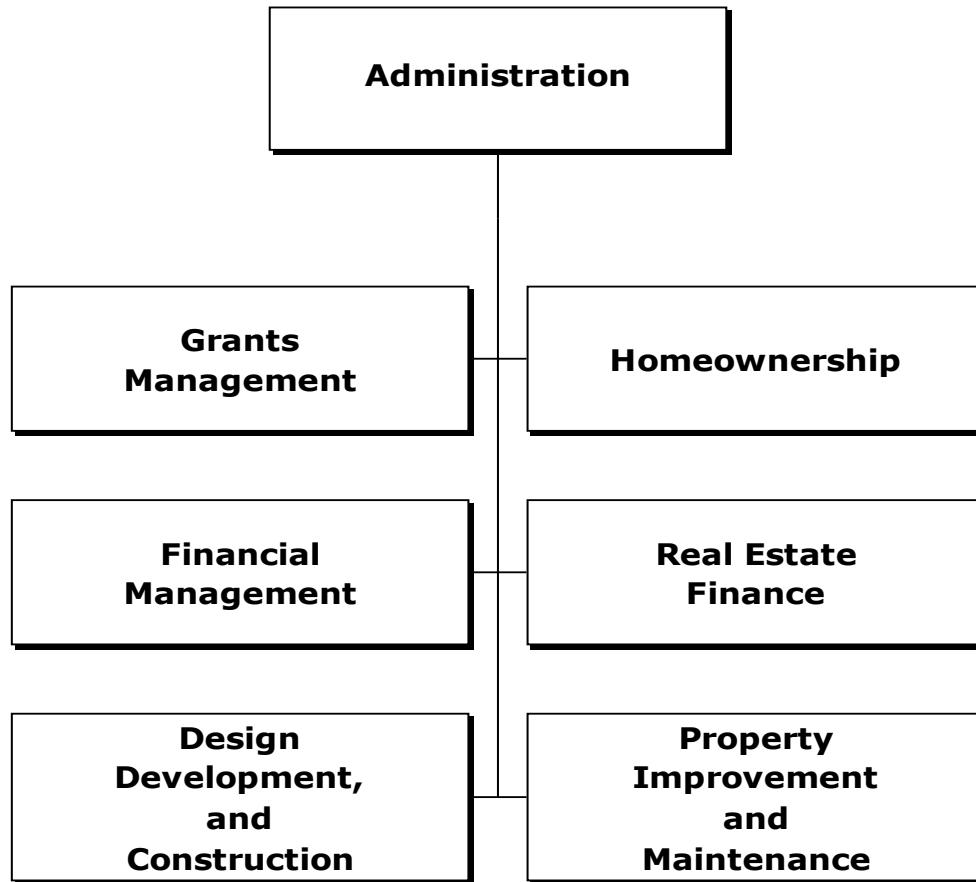 Administration
Grants
Management
Homeownership
Financial
Management
Real Estate
Finance
Design
Development,
and
Construction
Property
Improvement
and
Maintenance